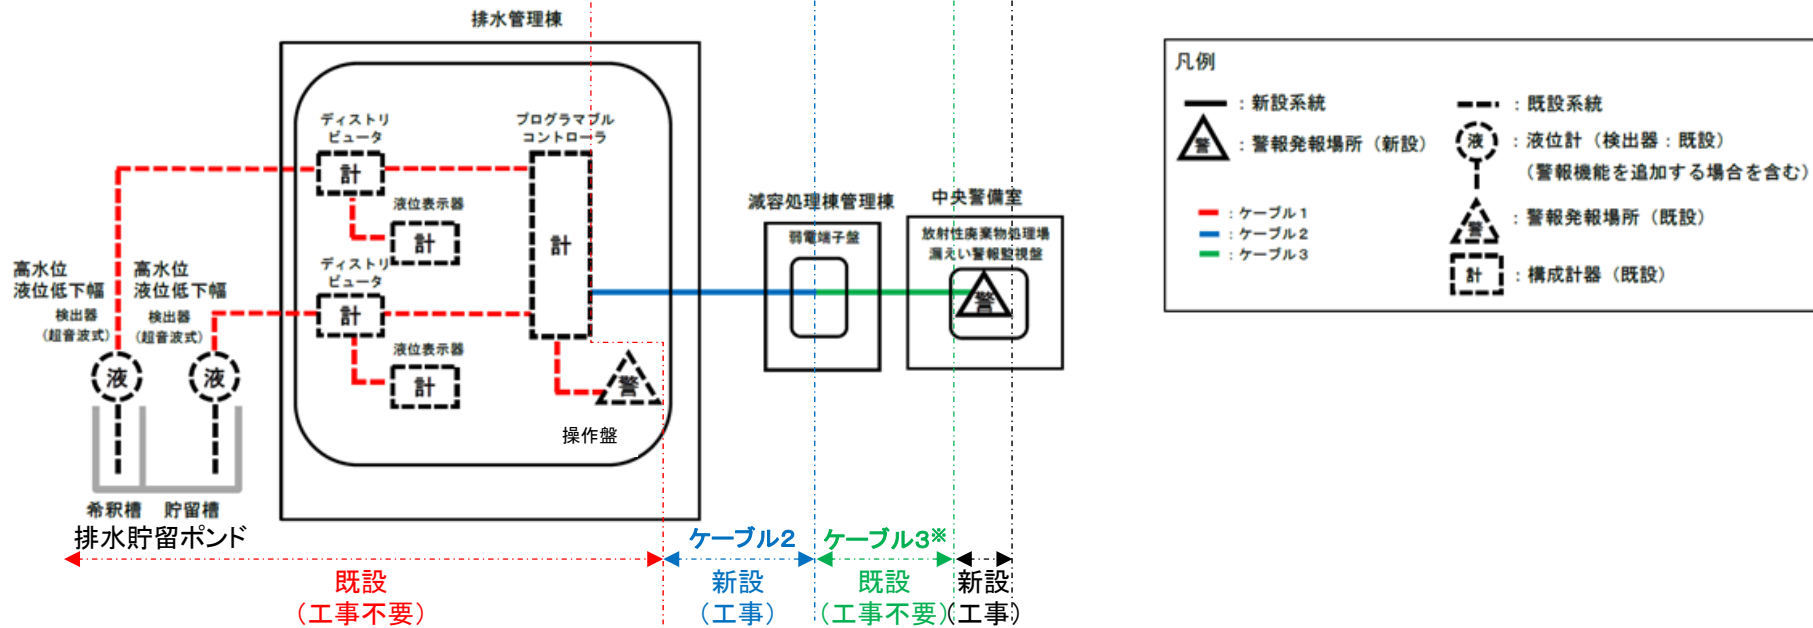 排水管理棟
ディストリ
ビュータ
計
液位表示器
計
プログラマブル
コントローラ
計
ディストリ
ビュータ
計
液位表示器
計
警
操作盤
高水位
液位低下幅
検出器
(超音波式)
高水位
液位低下幅
検出器
(超音波式)
液
液
希釈槽
貯留槽
排水貯留ポンド
減容処理棟管理棟
弱電端子盤
中央警備室
放射性廃棄物処理場
漏えい警報監視盤
警
既設
(工事不要)
ケーブル2
新設
(工事)
ケーブル3※
既設
(工事不要)
新設
(工事)
凡例
:新設系統
警
:警報発報場所(新設)
:ケーブル1
:ケーブル2
:ケーブル3
:既設系統
液
:液位計(検出器:既設)
(警報機能を追加する場合を含む)
警
:警報発報場所(既設)
計
:構成計器(既設)